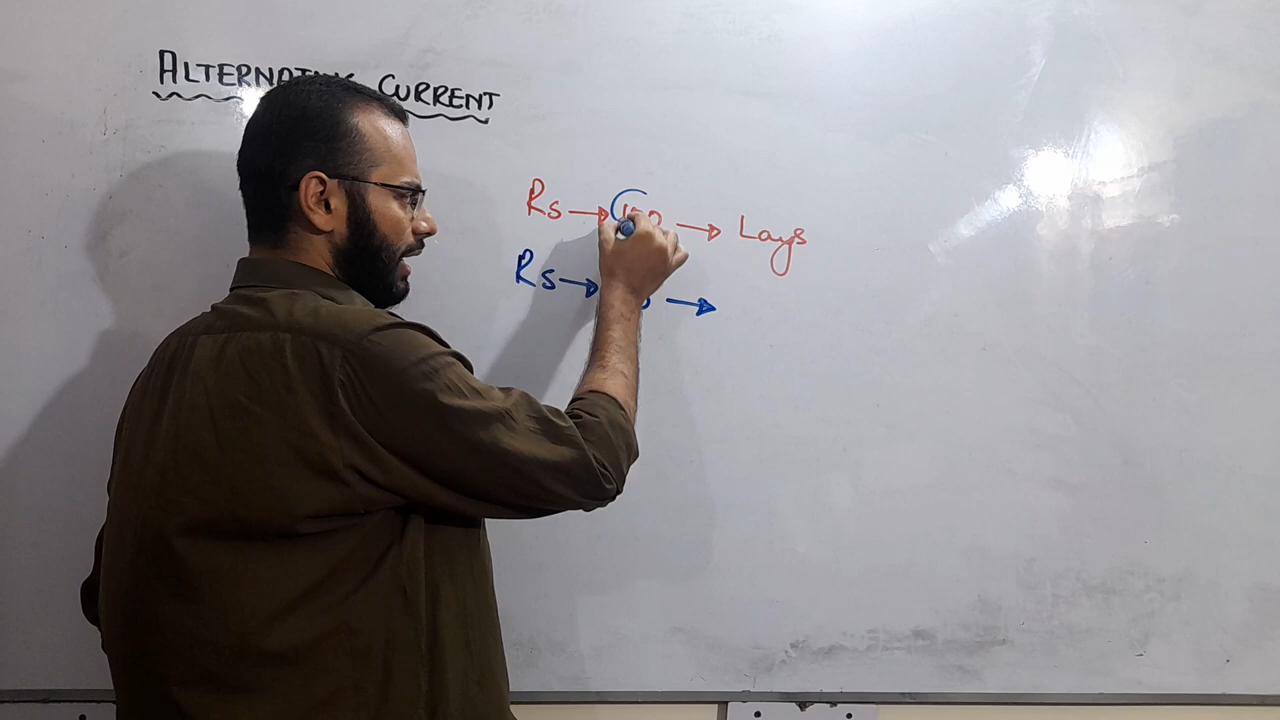 ALTERNATING CURRENT
Rs → → Lays
Rs → →